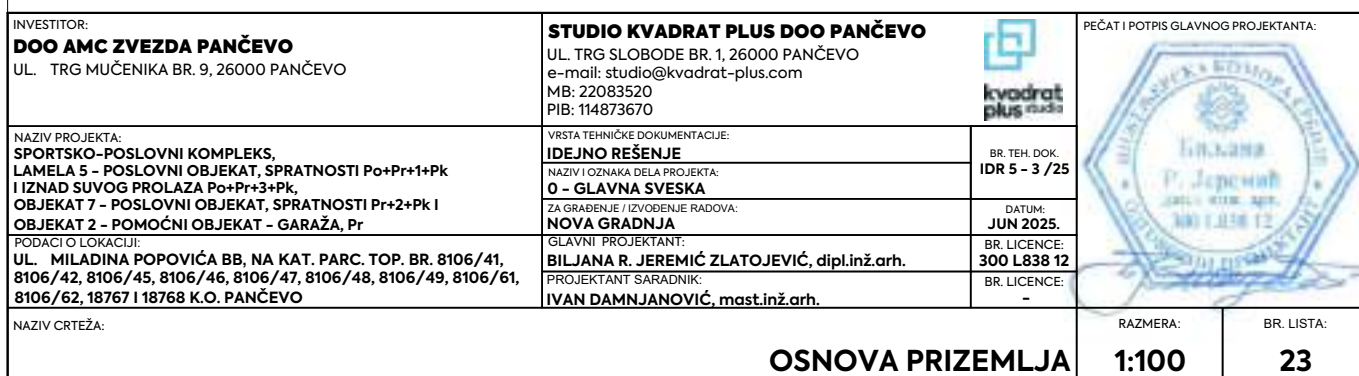 INVESTITOR:
DOO AMC ZVEZDA PANČEVO
UL. TRG MUČENIKA BR. 9, 26000 PANČEVO
STUDIO KVADRAT PLUS DOO PANČEVO
UL. TRG SLOBODE BR. 1, 26000 PANČEVO
e-mail: studio@kvadrat-plus.com
MB: 22083520
PIB: 114873670
kvadrat
plus studio
PEČAT I POTPIS GLAVNOG PROJEKTANTA:
Р. Јеремић
300 L838 12
NAZIV PROJEKTA:
SPORTSKO-POSLOVNI KOMPLEKS,
LAMELA 5 - POSLOVNI OBJEKAT, SPRATNOSTI Po+Pr+1+Pk
I IZNAD SUVOG PROLAZA Po+Pr+3+Pk,
OBJEKAT 7 - POSLOVNI OBJEKAT, SPRATNOSTI Pr+2+Pk I
OBJEKAT 2 - POMOĆNI OBJEKAT - GARAŽA, Pr
VRSTA TEHNIČKE DOKUMENTACIJE:
IDEJNO REŠENJE
NAZIV I OZNAKA DELA PROJEKTA:
0 - GLAVNA SVESKA
BR. TEH. DOK.
IDR 5 - 3 /25
ZA GRAĐENJE / IZVOĐENJE RADOVA:
NOVA GRADNJA
DATUM:
JUN 2025.
PODACI O LOKACIJI:
UL. MILADINA POPOVIĆA BB, NA KAT. PARC. TOP. BR. 8106/41,
8106/42, 8106/45, 8106/46, 8106/47, 8106/48, 8106/49, 8106/61,
8106/62, 18767 I 18768 K.O. PANČEVO
GLAVNI PROJEKTANT:
BILJANA R. JEREMIĆ ZLATOJEVIĆ, dipl.inž.arh.
BR. LICENCE:
300 L838 12
PROJEKTANT SARADNIK:
IVAN DAMNJANOVIĆ, mast.inž.arh.
BR. LICENCE:
-
NAZIV CRTEŽA:
OSNOVA PRIZEMLJA
RAZMERA:
1:100
BR. LISTA:
23